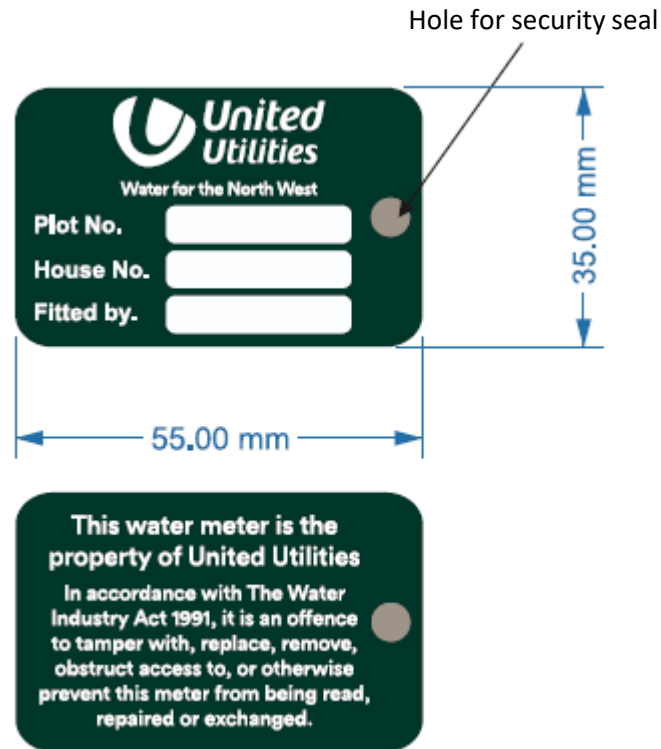 Hole for security seal
United
Utilities
Water for the North West
Plot No.
House No.
Fitted by.
35.00 mm
55.00 mm
This water meter is the
property of United Utilities
In accordance with The Water
Industry Act 1991, it is an offence
to tamper with, replace, remove,
obstruct access to, or otherwise
prevent this meter from being read,
repaired or exchanged.